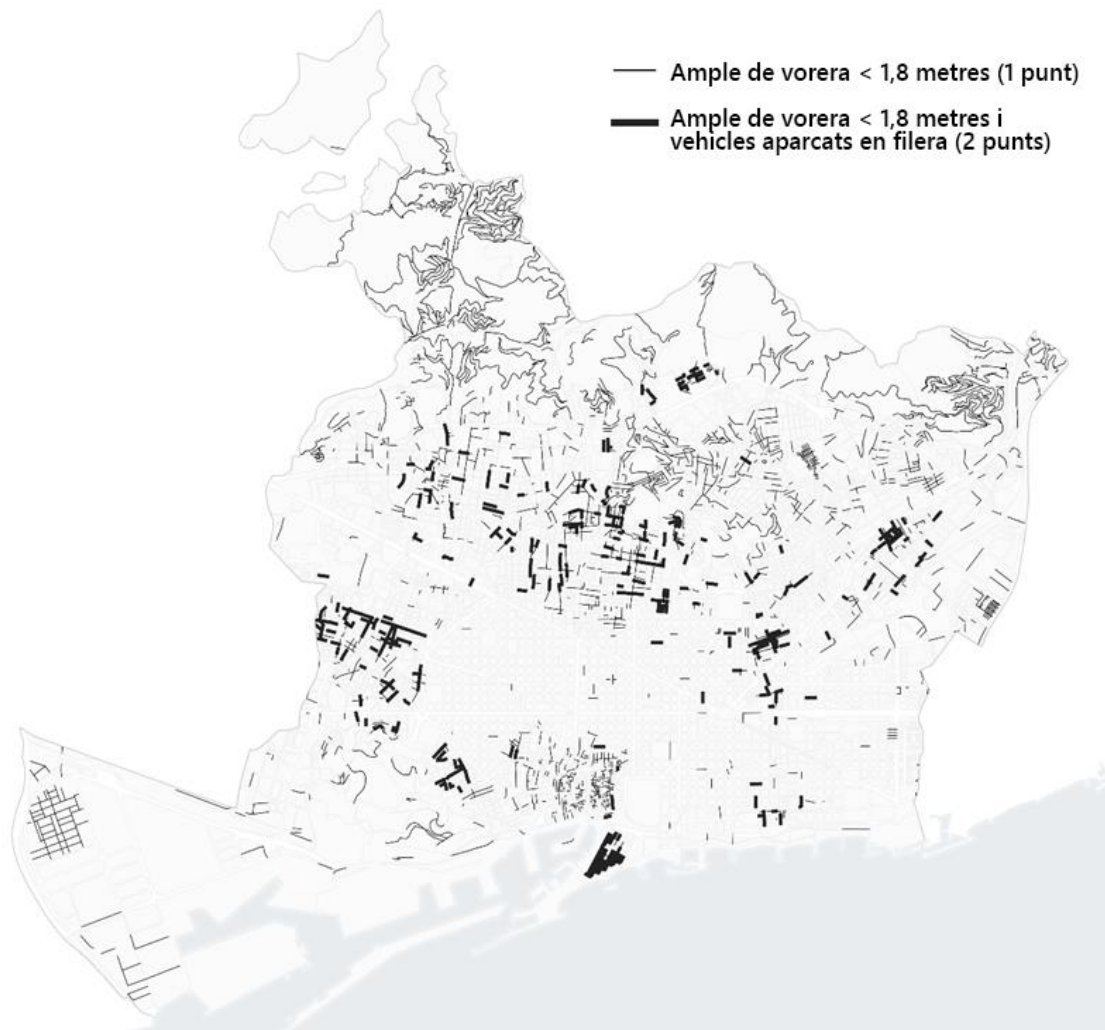 Ample de vorera < 1,8 metres (1 punt)
Ample de vorera < 1,8 metres i
vehicles aparcats en filera (2 punts)